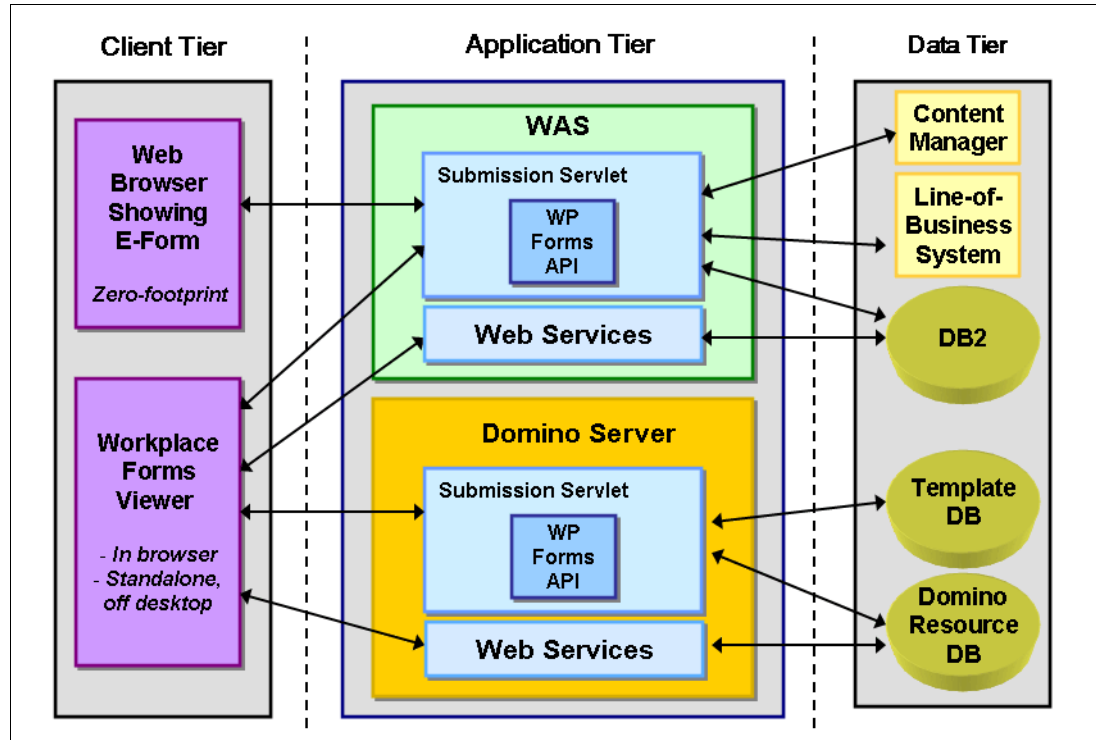 Client Tier
Application Tier
Data Tier
Web
Browser
Showing
E-Form
Zero-footprint
Workplace
Forms
Viewer
- In browser
- Standalone,
off desktop
WAS
Submission Servlet
WP
Forms
API
Web Services
Domino Server
Submission Servlet
WP
Forms
API
Web Services
Content
Manager
Line-of-
Business
System
DB2
Template
DB
Domino
Resource
DB